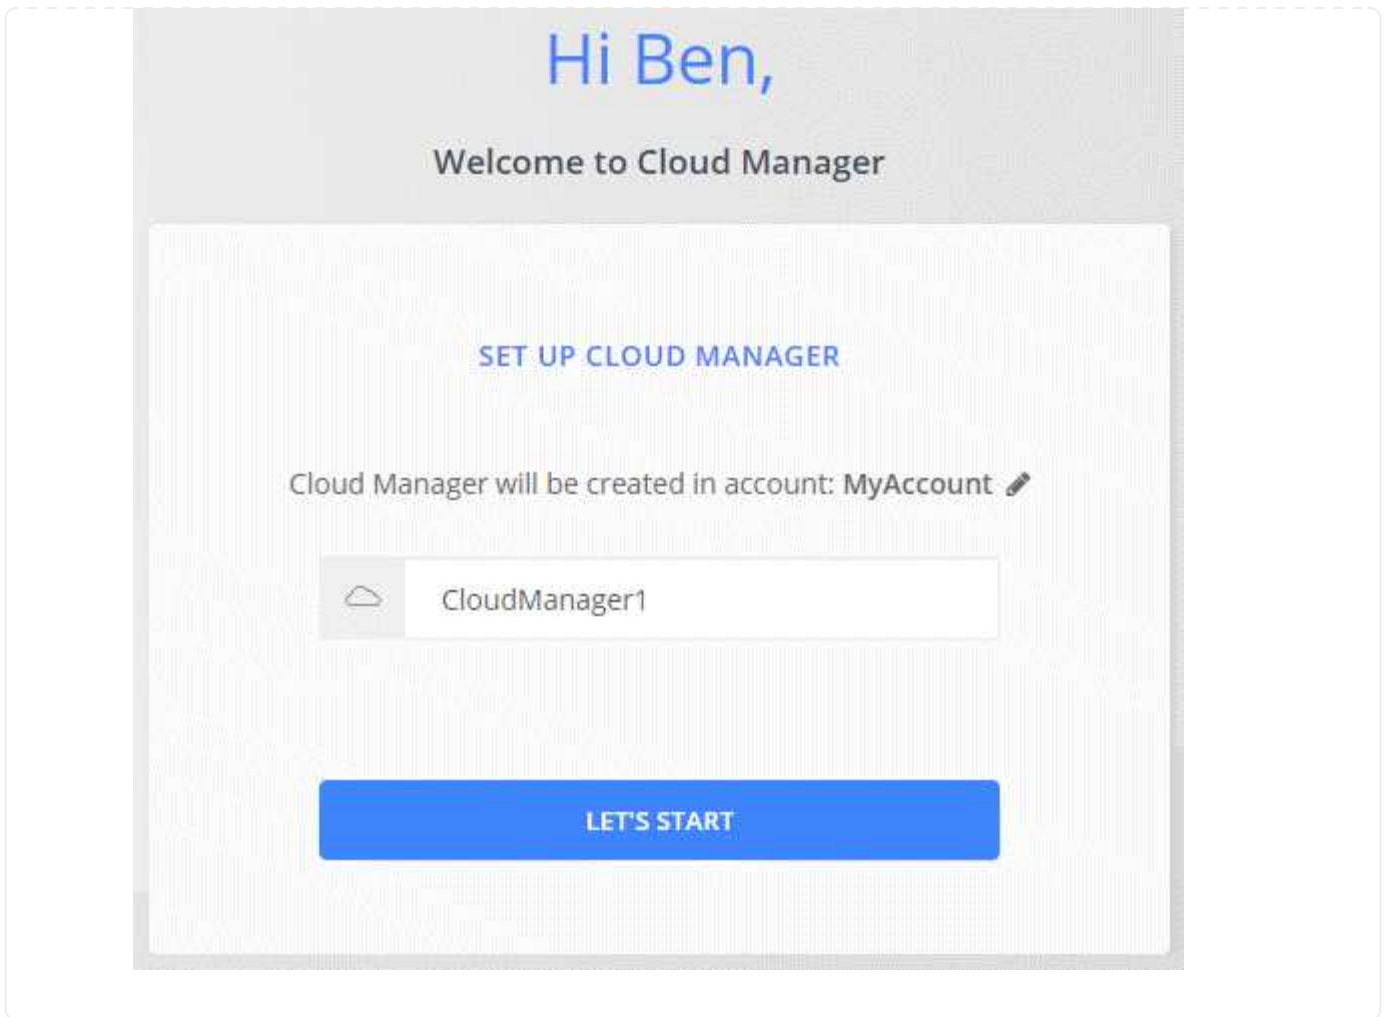 Hi Ben,
Welcome to Cloud Manager
SET UP CLOUD MANAGER
Cloud Manager will be created in account: MyAccount
CloudManager1
LET'S START